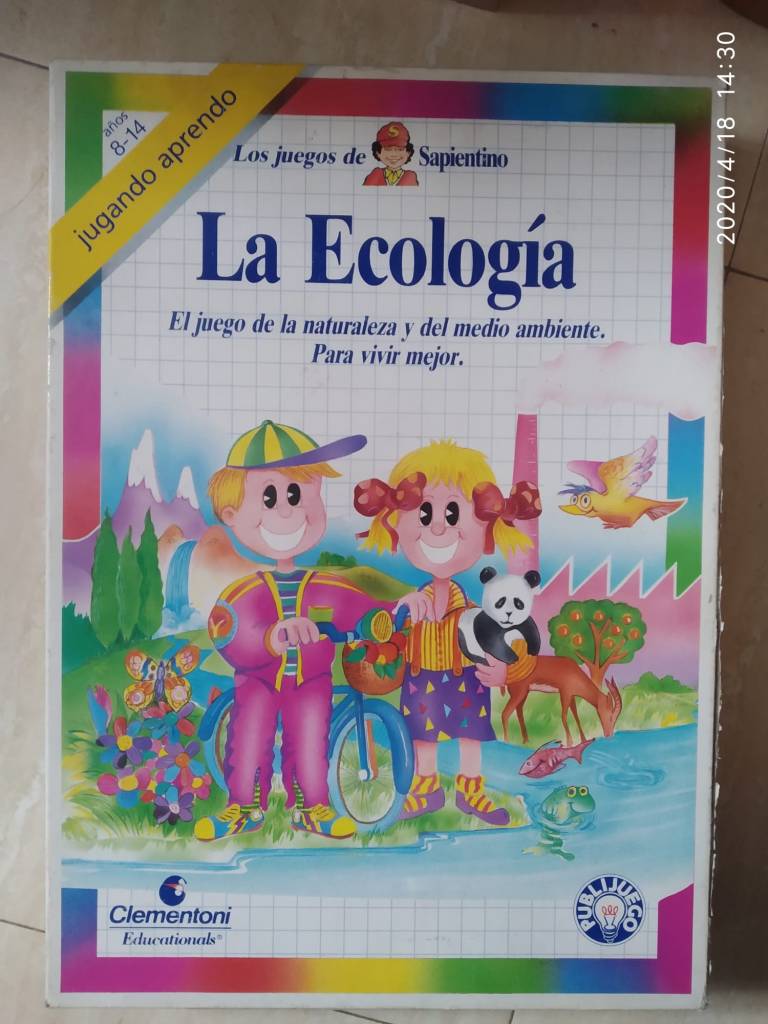 años
8-14
jugando aprendo
Los juegos de Sapientino
S
La Ecología
El juego de la naturaleza y del medio ambiente.
Para vivir mejor.
Clementoni
Educationals®
PUBLIJUEGO
2020/4/18 14:30